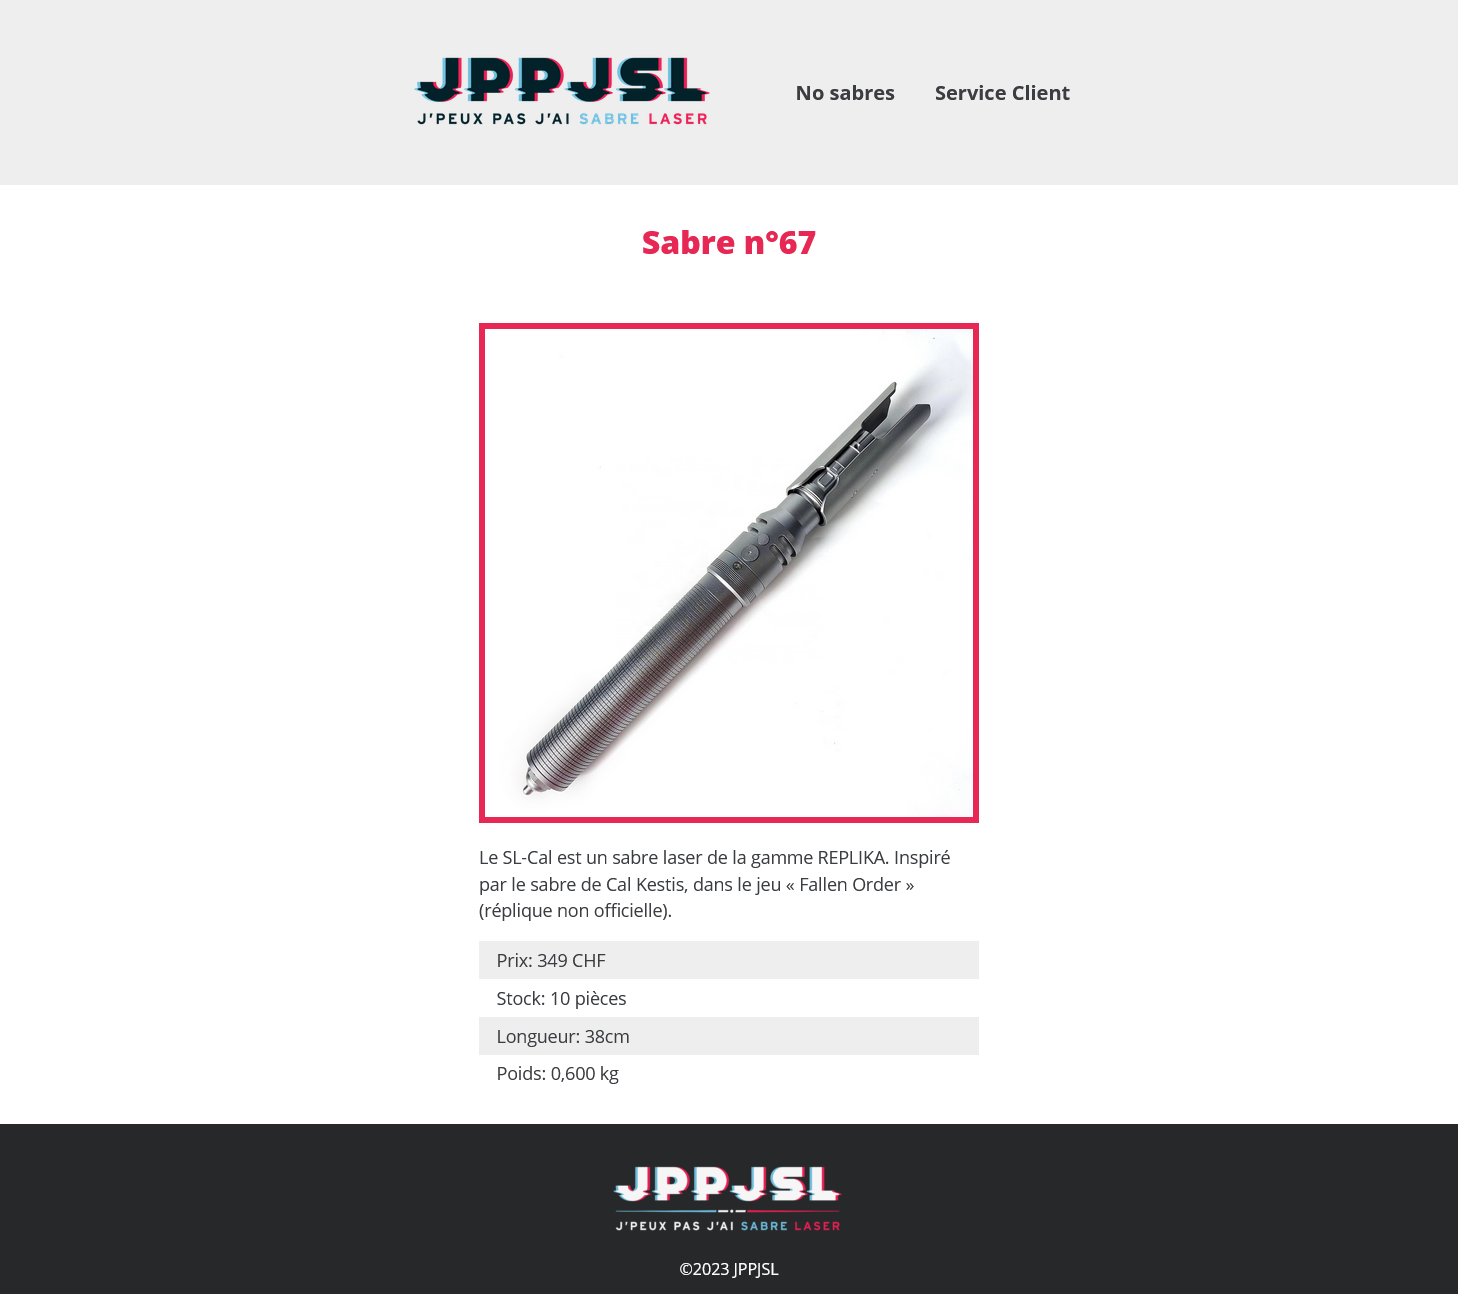 JPPJSL
J'PEUX PAS J'AI SABRE LASER
No sabres
Service Client
Sabre n°67
Le SL-Cal est un sabre laser de la gamme REPLIKA. Inspiré
par le sabre de Cal Kestis, dans le jeu « Fallen Order »
(réplique non officielle).
Prix: 349 CHF
Stock: 10 pièces
Longueur: 38cm
Poids: 0,600 kg
JPPJSL
J'PEUX PAS J'AI SABRE LASER
©2023 JPPJSL